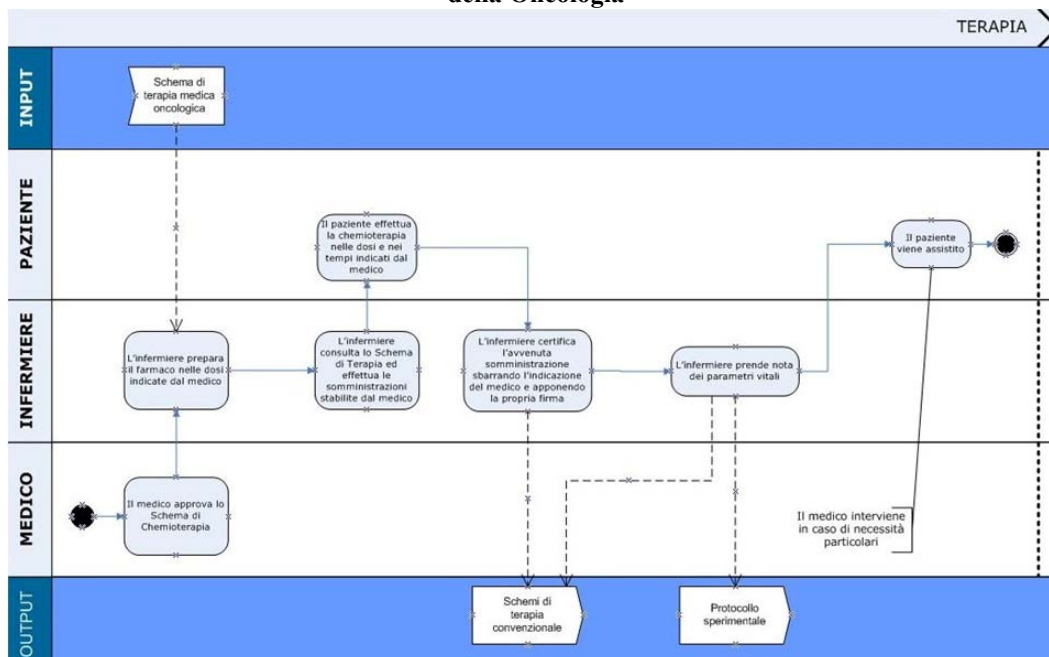 della Oncologia
TERAPIA
INPUT
Schema di
terapia medica
oncologica
PAZIENTE
Il paziente effettua
la chemioterapia
nelle dosi e nei
tempi indicati dal
medico
Il paziente
viene assistito
INFERMIERE
L'infermiere prepara
il farmaco nelle dosi
indicate dal medico
L'infermiere
consulta lo Schema
di Terapia ed
effettua le
somministrazioni
stabilite dal medico
L'infermiere certifica
l'avvenuta
somministrazione
sbarrando l'indicazione
del medico e apponendo
la propria firma
L'infermiere prende nota
dei parametri vitali
MEDICO
Il medico approva lo
Schema di
Chemioterapia
Il medico interviene
in caso di necessità
particolari
OUTPUT
Schemi di
terapia
convenzionale
Protocollo
sperimentale